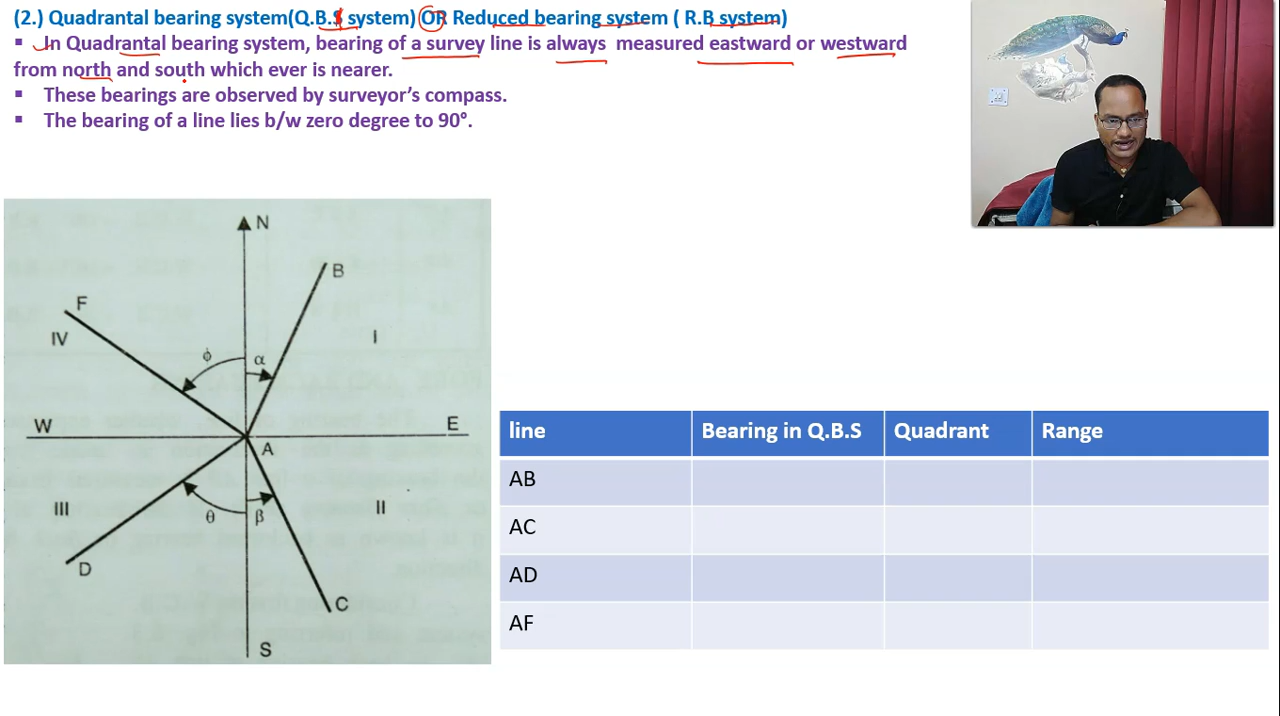 (2.) Quadrantal bearing system(Q.B.S system) OR Reduced bearing system ( R.B system)
▪ In Quadrantal bearing system, bearing of a survey line is always measured eastward or westward
from north and south which ever is nearer.
▪ These bearings are observed by surveyor's compass.
▪ The bearing of a line lies b/w zero degree to 90°.
N
B
F
IV
I
ϕ
α
W
E
A
III
II
θ
β
D
C
S
line Bearing in Q.B.S Quadrant Range
AB
AC
AD
AF